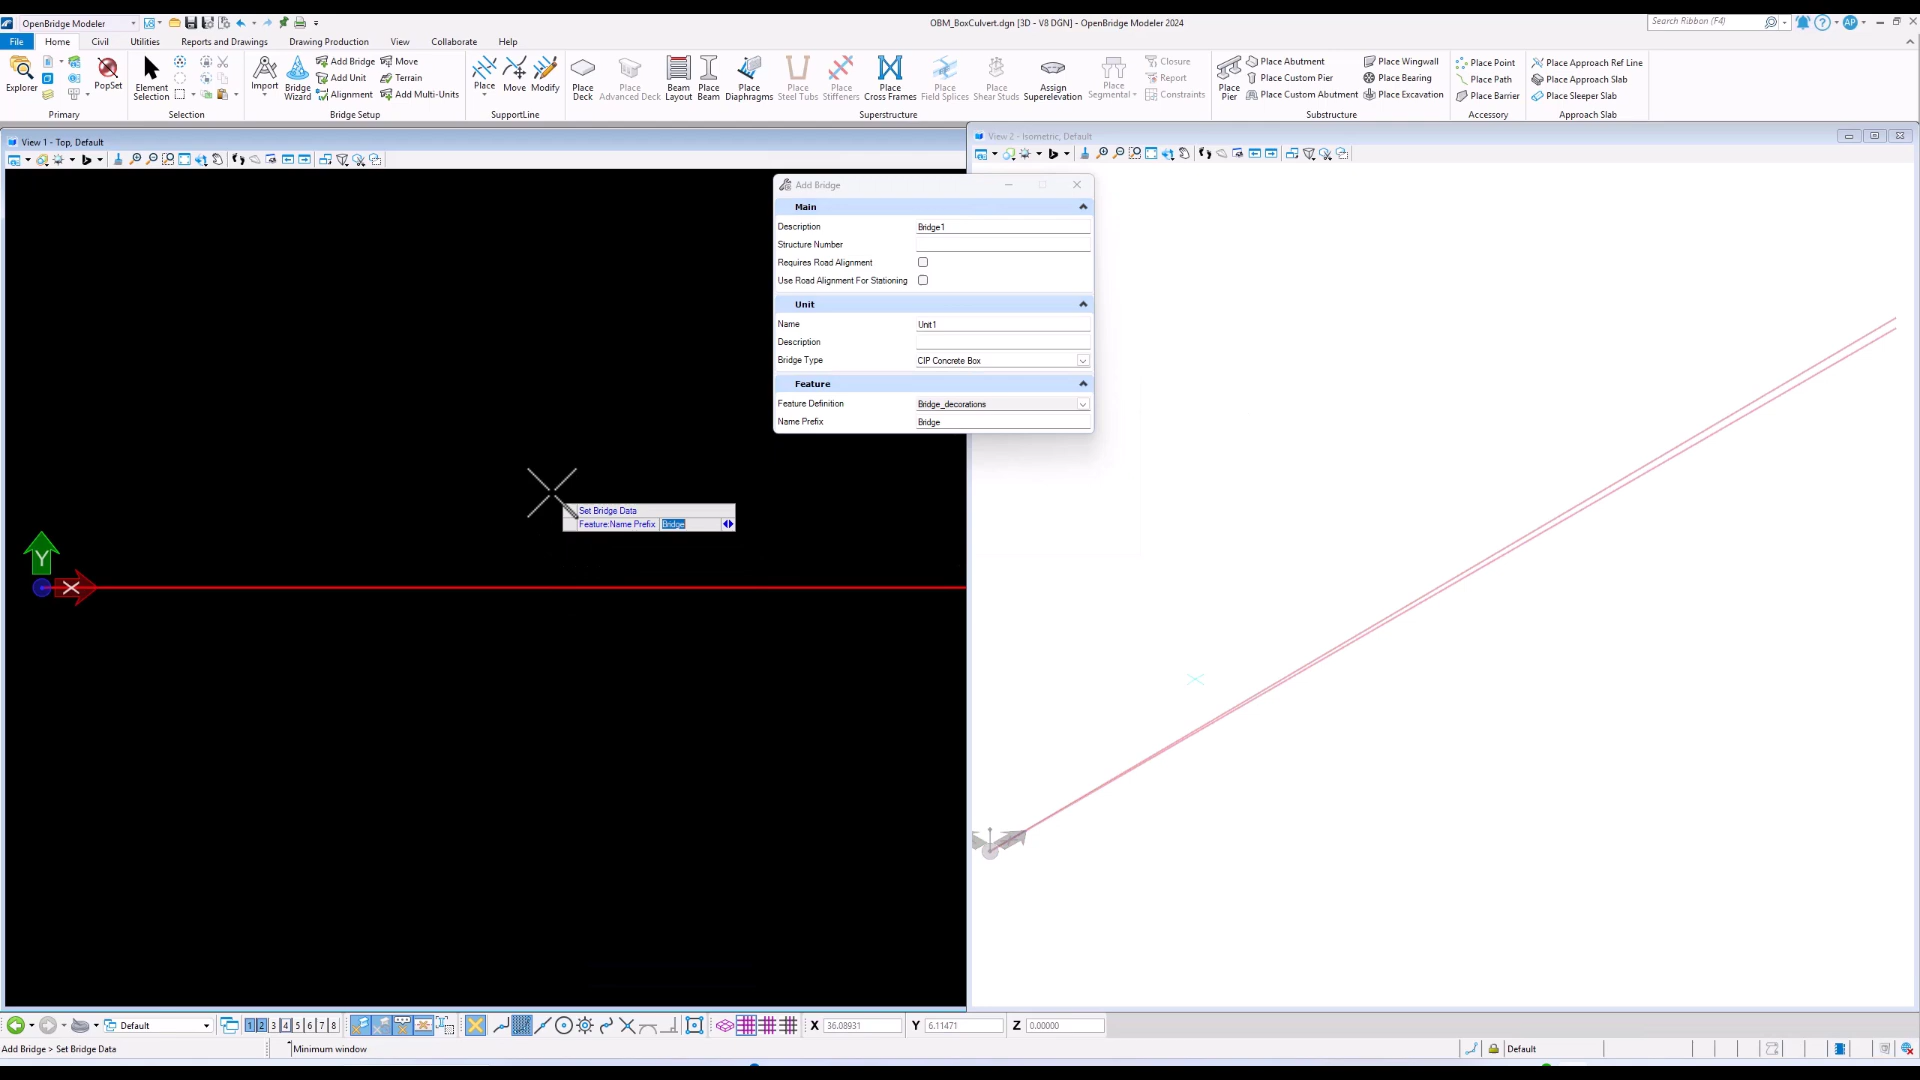 OpenBridge Modeler
OBM_BoxCulvert.dgn [3D - V8 DGN] - OpenBridge Modeler 2024
Search Ribbon (F4)
AP
File
Home
Civil
Utilities
Reports and Drawings
Drawing Production
View
Collaborate
Help
Explorer
PopSet
Primary
Element
Selection
Selection
Import
Bridge
Wizard
Add Bridge
Add Unit
Alignment
Move
Terrain
Add Multi-Units
Bridge Setup
Place
Move
Modify
SupportLine
Place
Deck
Place
Advanced Deck
Beam
Layout
Place
Beam
Place
Diaphragms
Place
Steel Tubs
Place
Stiffeners
Place
Cross Frames
Place
Field Splices
Place
Shear Studs
Assign
Superelevation
Place
Segmental
Closure
Report
Constraints
Superstructure
Place
Pier
Place Abutment
Place Custom Pier
Place Custom Abutment
Place Wingwall
Place Bearing
Place Excavation
Substructure
Place Point
Place Path
Place Barrier
Accessory
Place Approach Ref Line
Place Approach Slab
Place Sleeper Slab
Approach Slab
View 1 - Top, Default
View 2 - Isometric, Default
Add Bridge
Main
Description Bridge1
Structure Number
Requires Road Alignment
Use Road Alignment For Stationing
Unit
Name Unit1
Description
Bridge Type CIP Concrete Box
Feature
Feature Definition Bridge_decorations
Name Prefix Bridge
Set Bridge Data
Feature:Name Prefix Bridge
Y
X
Default
1 2 3 4 5 6 7 8
X 36.08931
Y 6.11471
Z 0.00000
Add Bridge > Set Bridge Data
Minimum window
Default